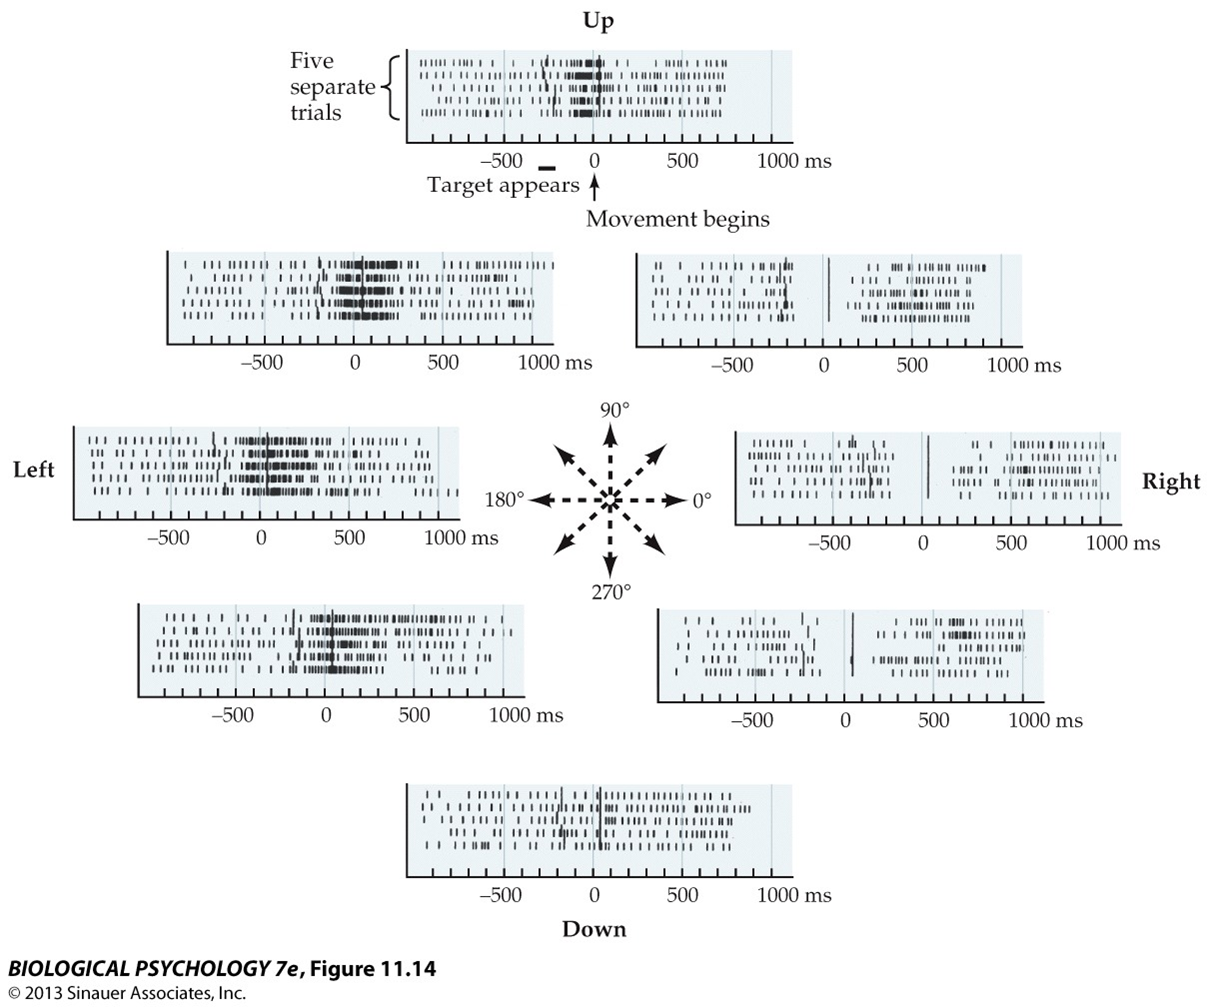 Up
Five
separate
trials
–500 0 500 1000 ms
Target appears
Movement begins
–500 0 500 1000 ms
–500 0 500 1000 ms
90°
Left
180°
0°
Right
–500 0 500 1000 ms
–500 0 500 1000 ms
270°
–500 0 500 1000 ms
–500 0 500 1000 ms
–500 0 500 1000 ms
Down
BIOLOGICAL PSYCHOLOGY 7e, Figure 11.14
© 2013 Sinauer Associates, Inc.